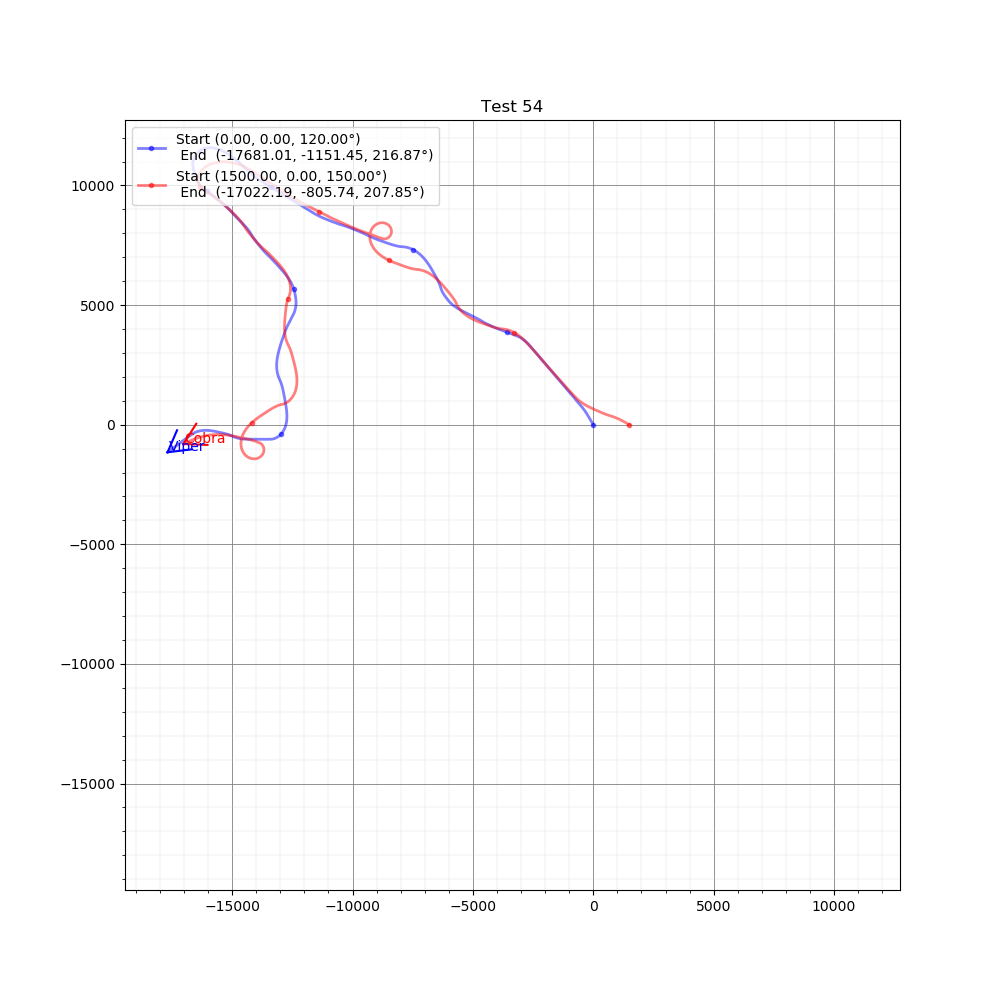 Test 54
Start (0.00, 0.00, 120.00°)
End (-17681.01, -1151.45, 216.87°)
Start (1500.00, 0.00, 150.00°)
End (-17022.19, -805.74, 207.85°)
10000
5000
0
−5000
−10000
−15000
Cobra
Viper
−15000 −10000 −5000 0 5000 10000